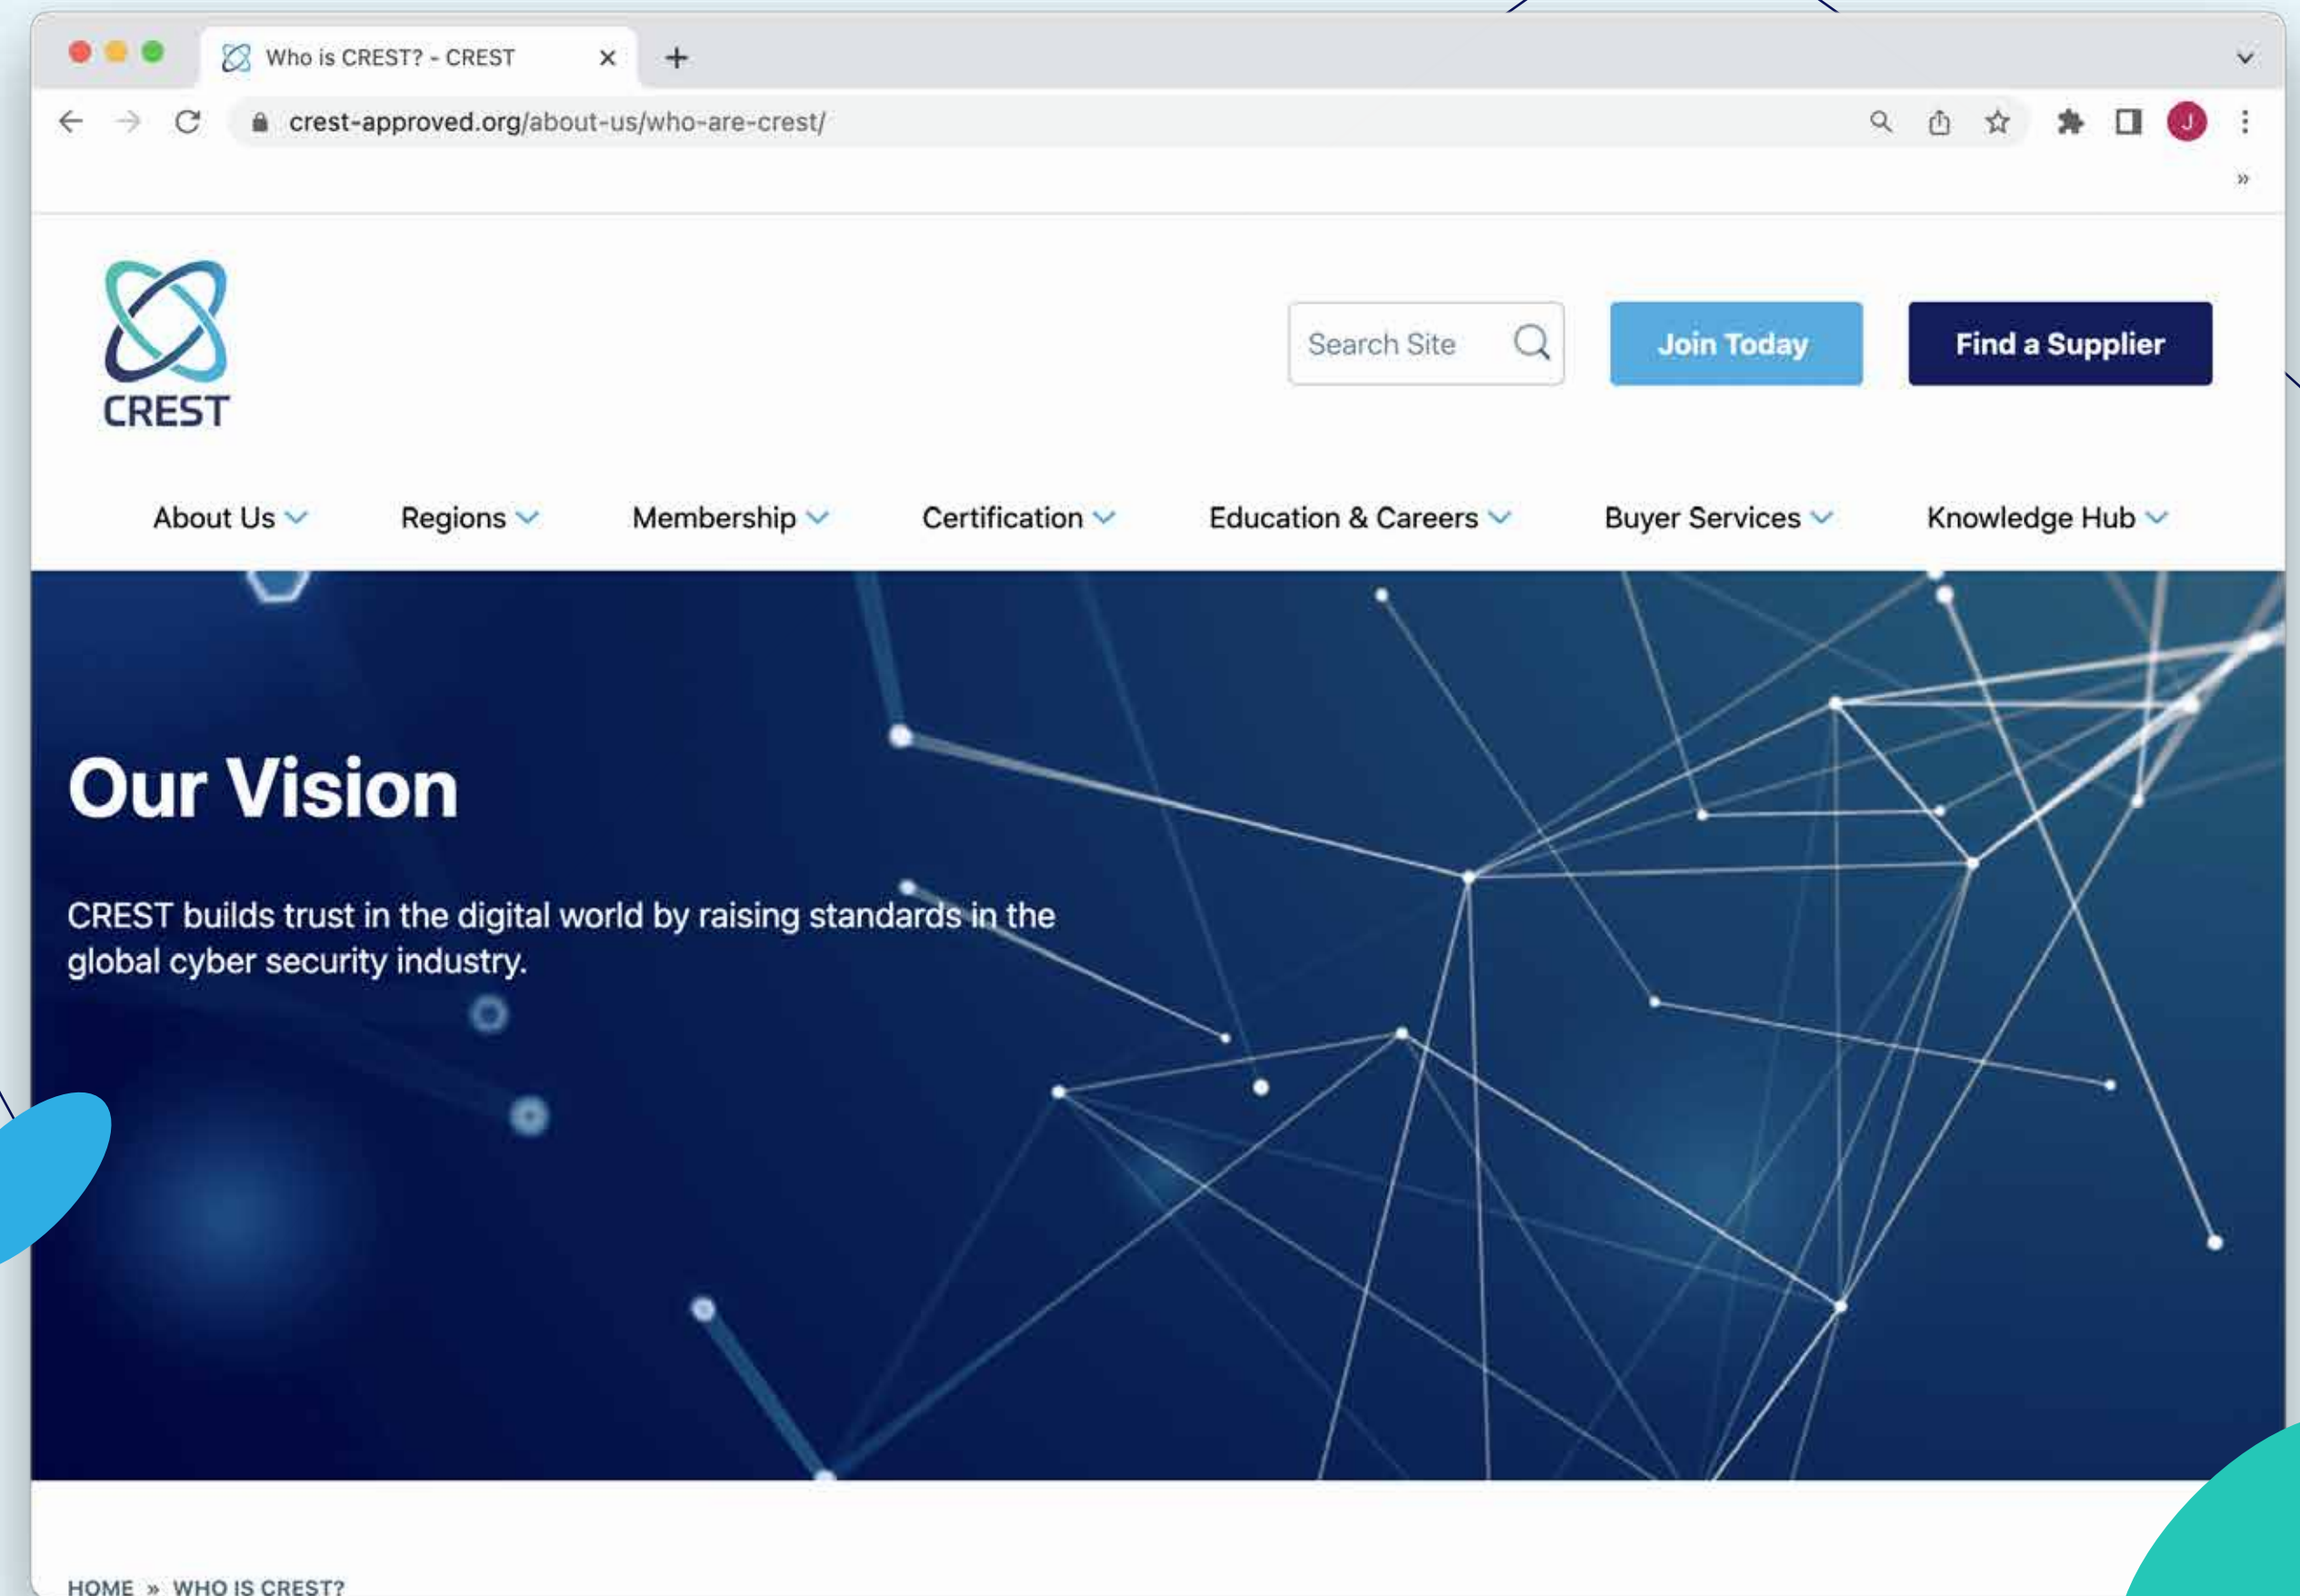 Who is CREST? - CREST
crest-approved.org/about-us/who-are-crest/
J
CREST
Search Site
Join Today
Find a Supplier
About Us
Regions
Membership
Certification
Education & Careers
Buyer Services
Knowledge Hub
Our Vision
CREST builds trust in the digital world by raising standards in the
global cyber security industry.
HOME » WHO IS CREST?